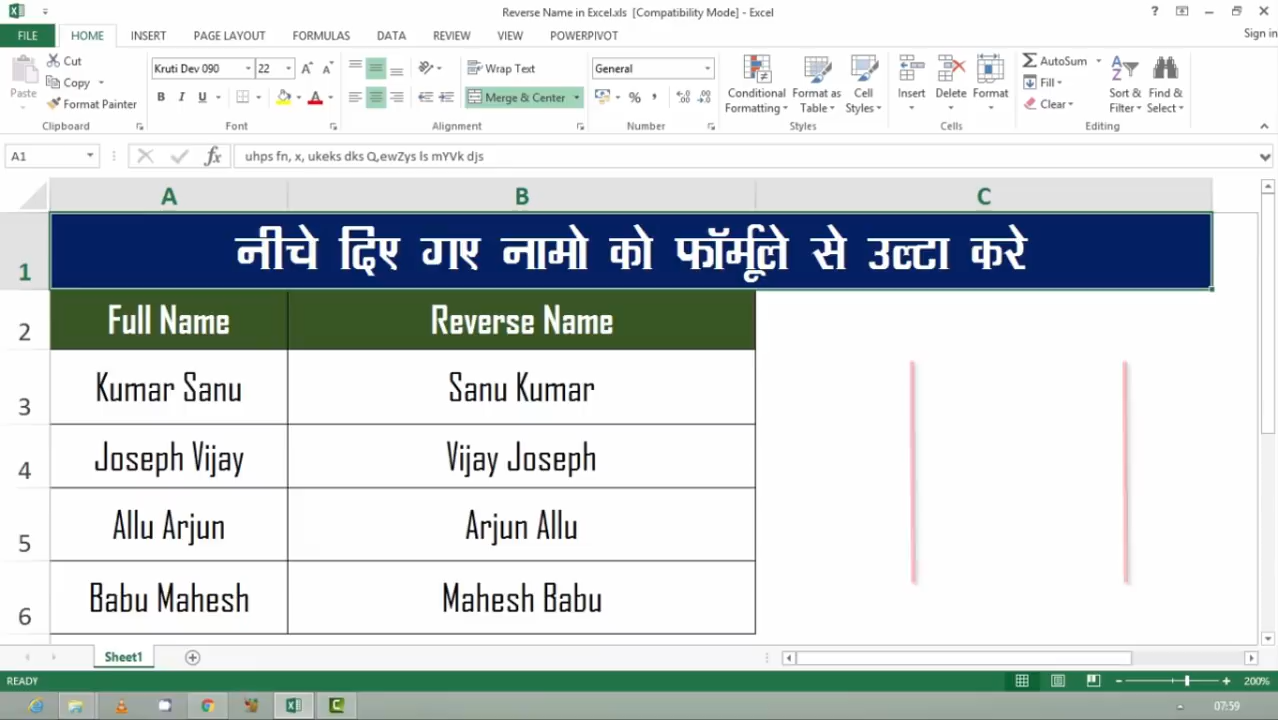 Reverse Name in Excel.xls [Compatibility Mode] - Excel
?
FILE HOME INSERT PAGE LAYOUT FORMULAS DATA REVIEW VIEW POWERPIVOT Sign in
Paste
Cut
Copy
Format Painter
Clipboard
Kruti Dev 090 22
B I U
Font
Wrap Text
Merge & Center
Alignment
General
%
Number
Conditional Formatting
Format as Table
Cell Styles
Styles
Insert Delete Format
Cells
AutoSum
Fill
Clear
Sort & Filter
Find & Select
Editing
A1 fx uhps fn, x, ukeks dks Q‚ewZys ls mYVk djs
A B C
1 नीचे दिए गए नामो को फॉर्मूले से उल्टा करे
2 Full Name Reverse Name
3 Kumar Sanu Sanu Kumar
4 Joseph Vijay Vijay Joseph
5 Allu Arjun Arjun Allu
6 Babu Mahesh Mahesh Babu
Sheet1
READY 200%
07:59